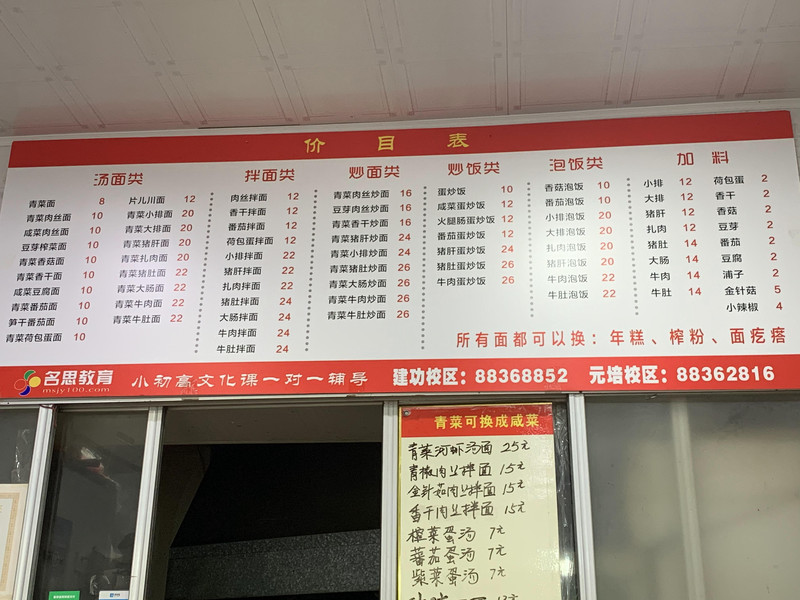 价 目 表
汤面类
青菜面 8
青菜肉丝面 10
咸菜肉丝面 10
豆芽榨菜面 10
青菜香菇面 10
青菜香干面 10
咸菜豆腐面 10
青菜番茄面 10
笋干番茄面 10
青菜荷包蛋面 10
片儿川面 12
青菜小排面 20
青菜大排面 20
青菜猪肝面 20
青菜扎肉面 20
青菜猪肚面 22
青菜大肠面 22
青菜牛肉面 22
青菜牛肚面 22
拌面类
肉丝拌面 12
香干拌面 12
番茄拌面 12
荷包蛋拌面 12
小排拌面 22
猪肝拌面 22
扎肉拌面 22
猪肚拌面 24
大肠拌面 24
牛肉拌面 24
牛肚拌面 24
炒面类
青菜肉丝炒面 16
豆芽肉丝炒面 16
青菜香干炒面 16
青菜猪肝炒面 24
青菜小排炒面 24
青菜猪肚炒面 26
青菜大肠炒面 26
青菜牛肉炒面 26
青菜牛肚炒面 26
炒饭类
蛋炒饭 10
咸菜蛋炒饭 12
火腿肠蛋炒饭 12
番茄蛋炒饭 12
猪肝蛋炒饭 24
猪肚蛋炒饭 26
牛肉蛋炒饭 26
泡饭类
香菇泡饭 10
番茄泡饭 10
小排泡饭 20
大排泡饭 20
扎肉泡饭 20
猪肝泡饭 20
牛肉泡饭 22
牛肚泡饭 22
加 料
小排 12
大排 12
猪肝 12
扎肉 12
猪肚 14
大肠 14
牛肉 14
牛肚 14
荷包蛋 2
香干 2
香菇 2
豆芽 2
番茄 2
豆腐 2
浦子 2
金针菇 5
小辣椒 4
所有面都可以换：年糕、榨粉、面疙瘩
名思教育
msjy100.com
小初高文化课一对一辅导
建功校区：88368852
元培校区：88362816
青菜可换成咸菜
青菜河虾汤面 25元
青椒肉丝拌面 15元
金针菇肉丝拌面 15元
香干肉丝拌面 15元
榨菜蛋汤 7元
蕃茄蛋汤 7元
紫菜蛋汤 7元